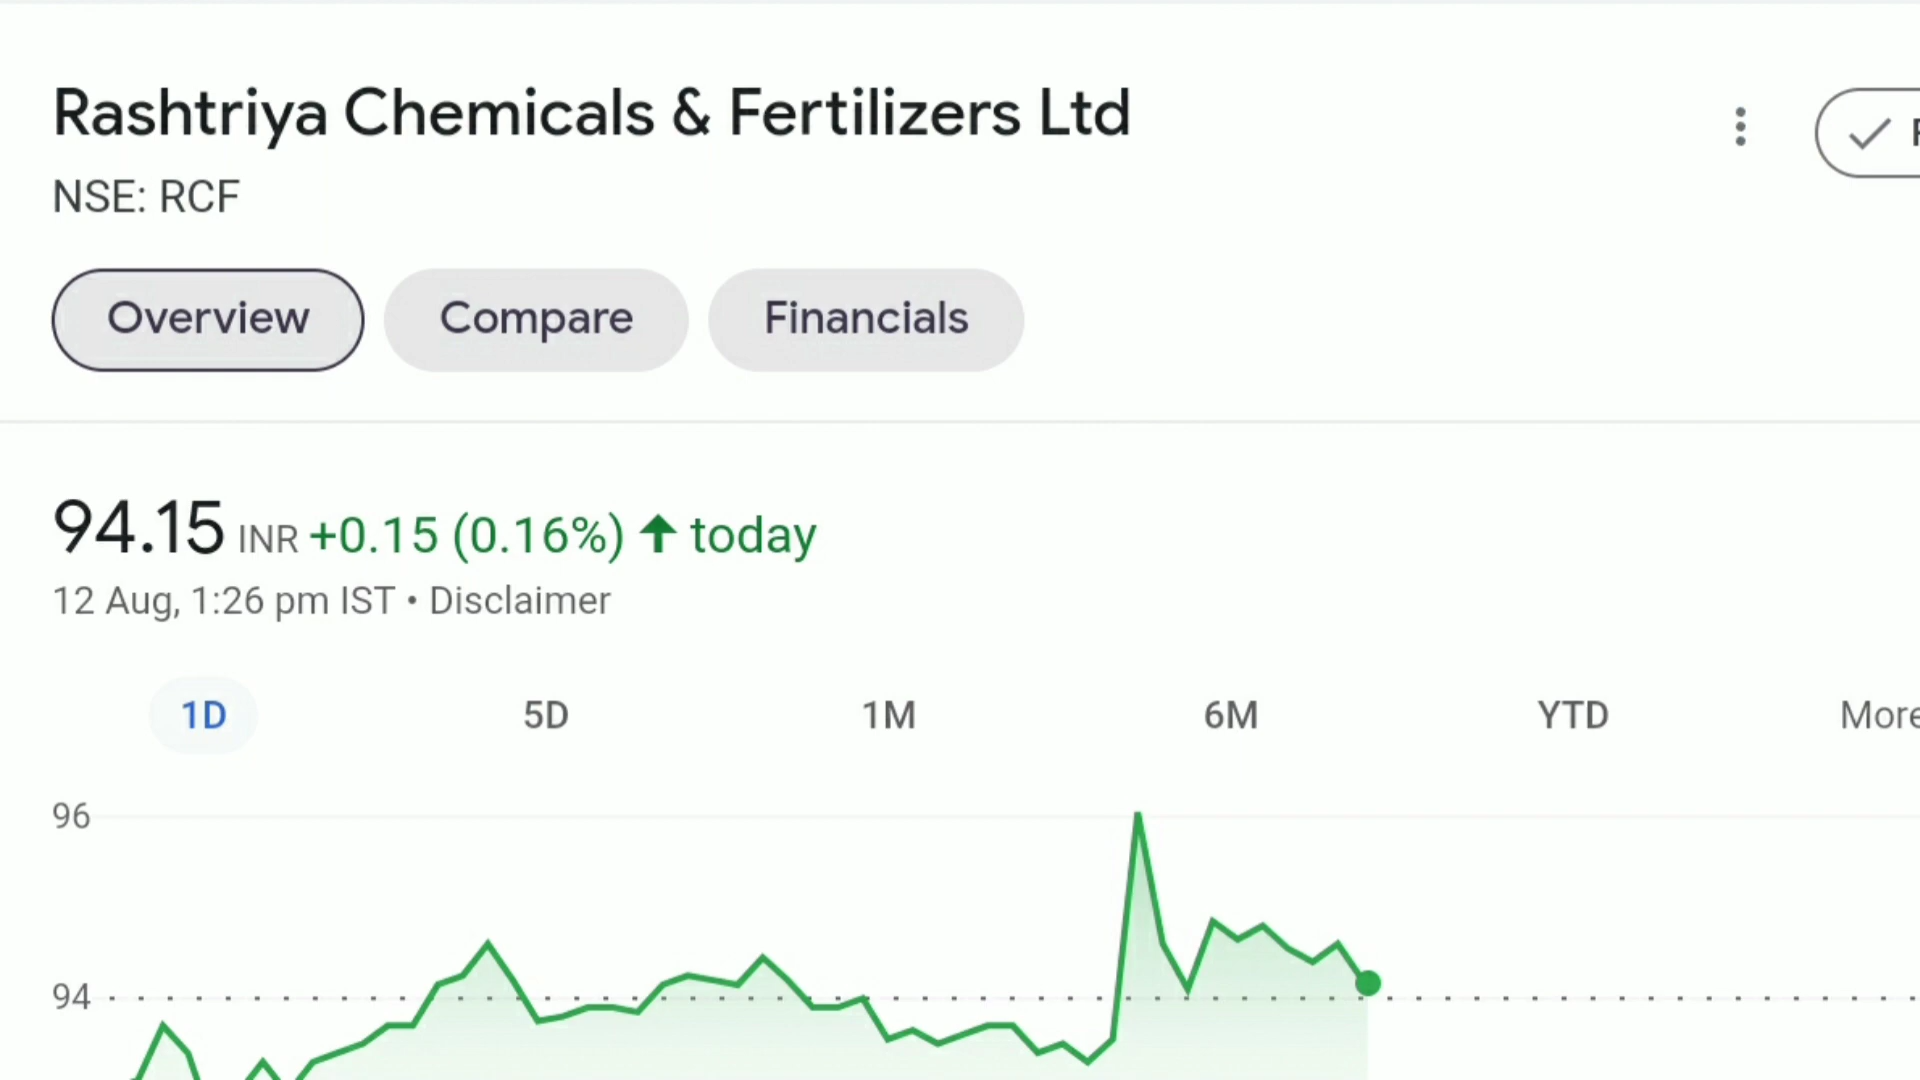 Rashtriya Chemicals & Fertilizers Ltd
NSE: RCF
Overview Compare Financials
94.15 INR +0.15 (0.16%) today
12 Aug, 1:26 pm IST • Disclaimer
1D 5D 1M 6M YTD More
96
94